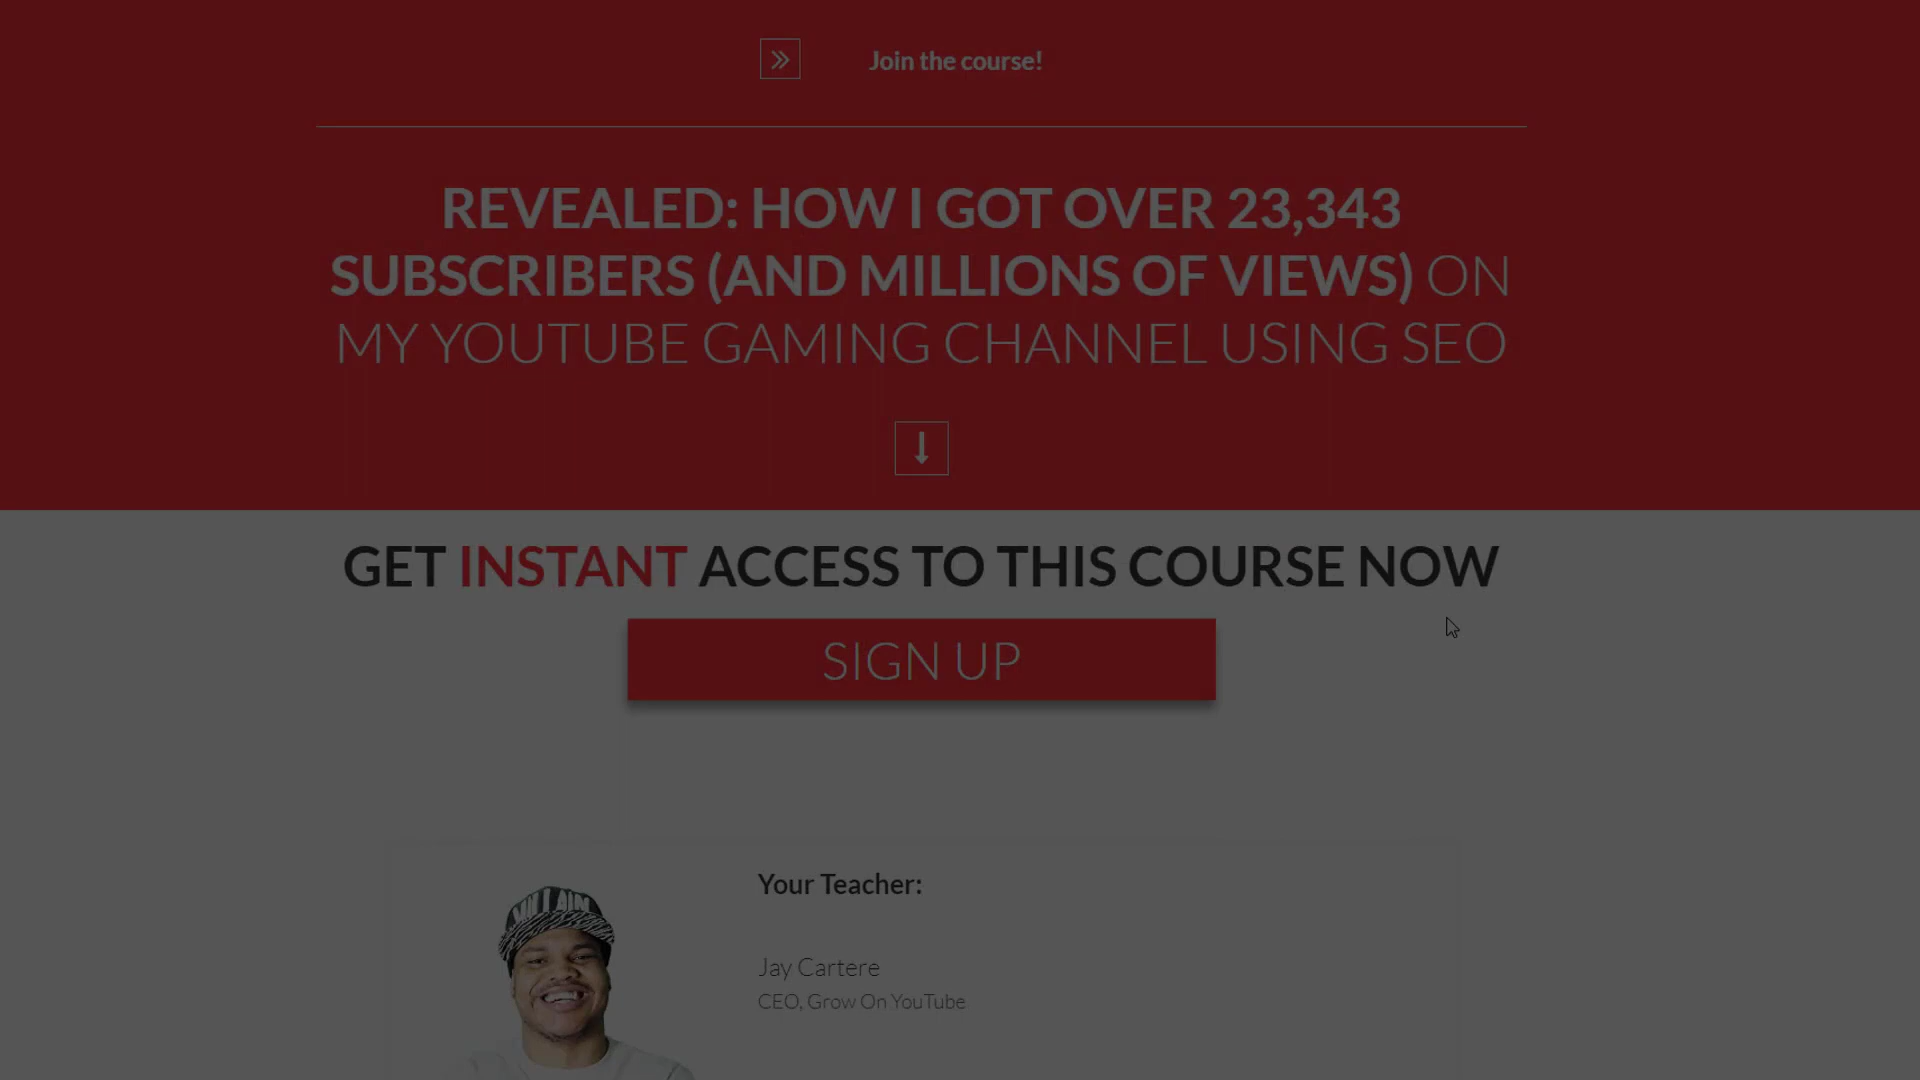 Join the course!
REVEALED: HOW I GOT OVER 23,343
SUBSCRIBERS (AND MILLIONS OF VIEWS) ON
MY YOUTUBE GAMING CHANNEL USING SEO
GET INSTANT ACCESS TO THIS COURSE NOW
SIGN UP
Your Teacher:
Jay Cartere
CEO, Grow On YouTube